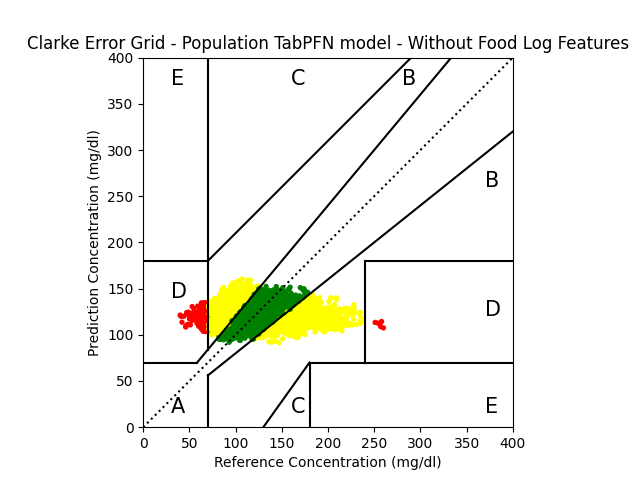 Clarke Error Grid - Population TabPFN model - Without Food Log Features
400
350
300
250
200
150
100
50
0
Prediction Concentration (mg/dl)
E
C
B
B
D
D
A
C
E
0
50
100
150
200
250
300
350
400
Reference Concentration (mg/dl)